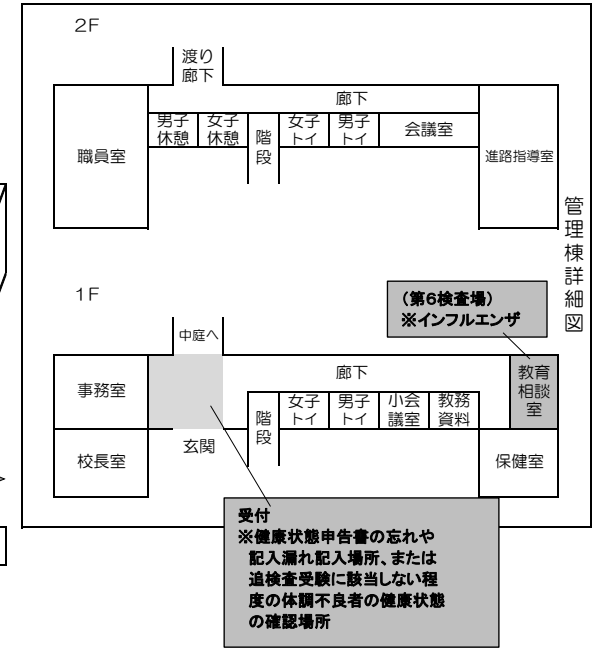 2F
渡り
廊下
廊下
職員室
男子
休憩
女子
休憩
階
段
女子
トイ
男子
トイ
会議室
進路指導室
管理棟詳細図
1F
（第6検査場）
※インフルエンザ
中庭へ
事務室
廊下
教育
相談
室
階
段
女子
トイ
男子
トイ
小会
議室
教務
資料
校長室
玄関
保健室
受付
※健康状態申告書の忘れや
記入漏れ記入場所、または
追検査受験に該当しない程
度の体調不良者の健康状態
の確認場所